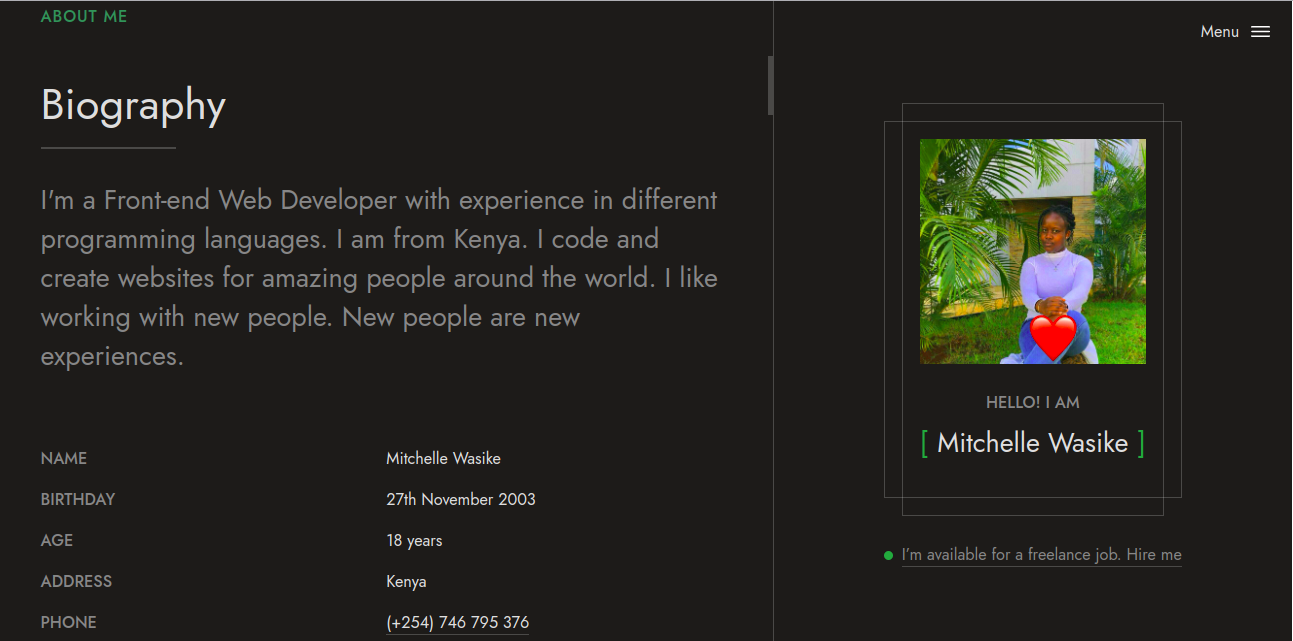 ABOUT ME
Menu
Biography
I'm a Front-end Web Developer with experience in different
programming languages. I am from Kenya. I code and
create websites for amazing people around the world. I like
working with new people. New people are new
experiences.
NAME Mitchelle Wasike
BIRTHDAY 27th November 2003
AGE 18 years
ADDRESS Kenya
PHONE (+254) 746 795 376
HELLO! I AM
[ Mitchelle Wasike ]
I'm available for a freelance job. Hire me